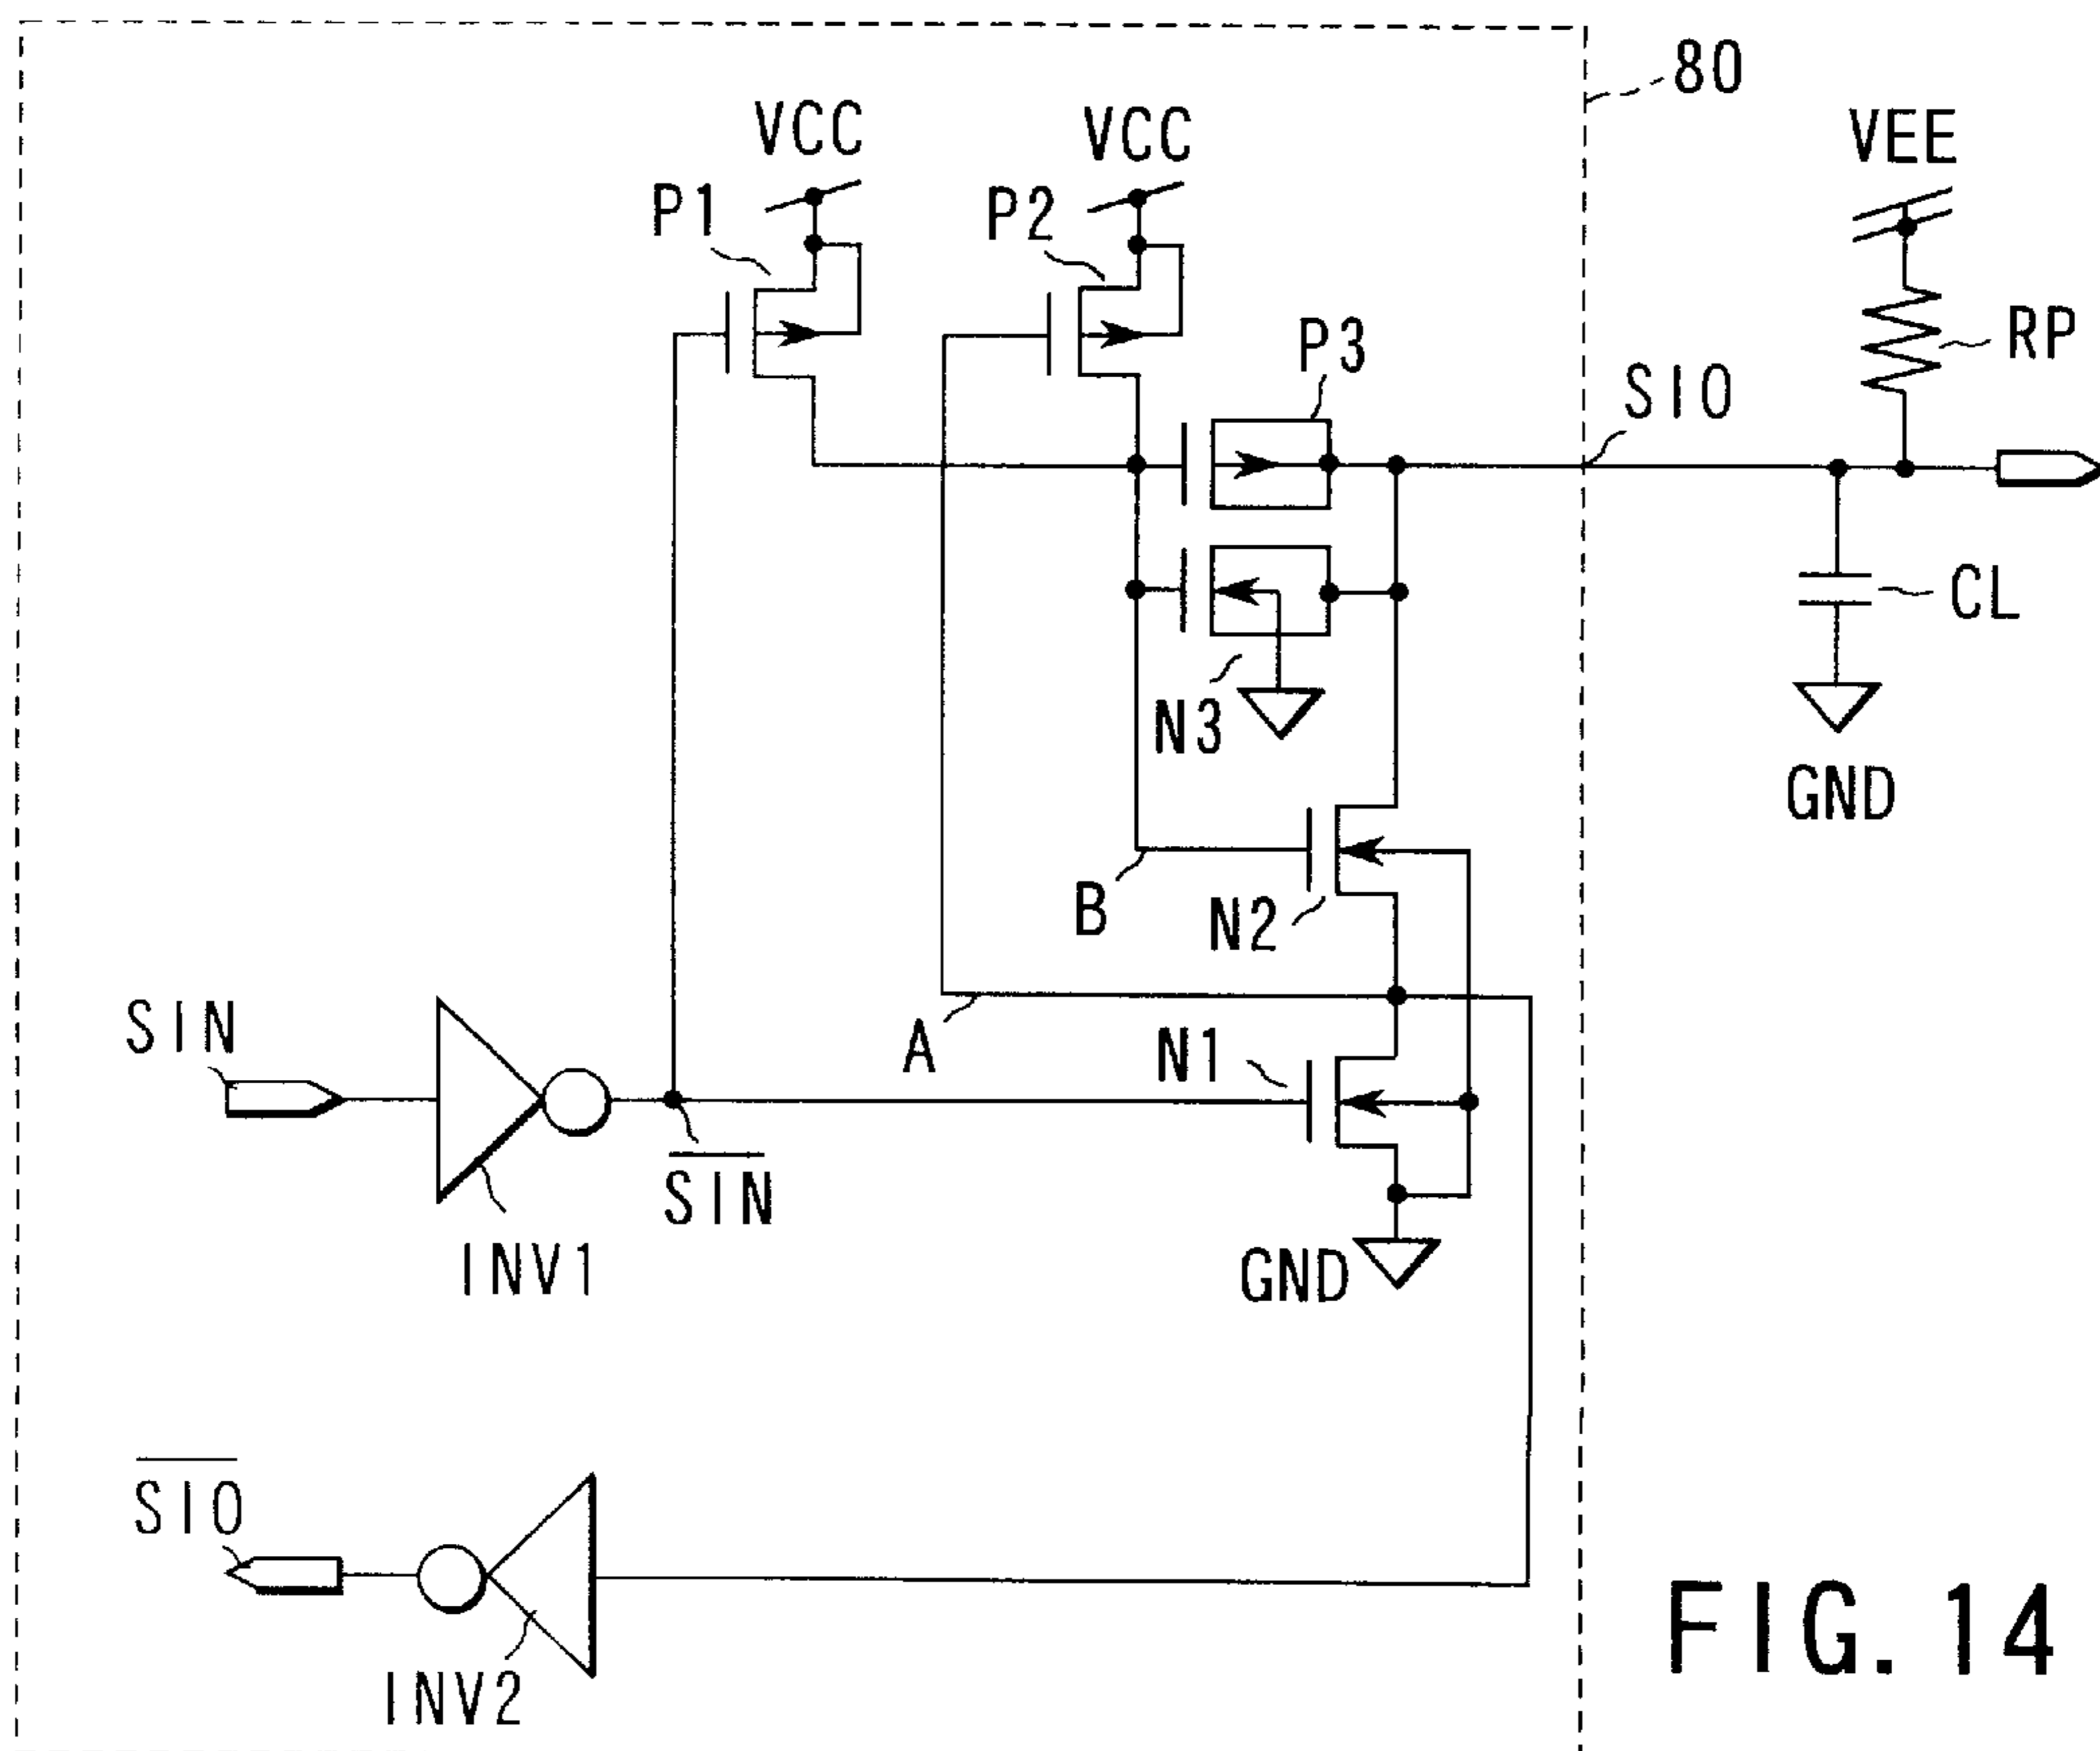 80
VCC
VCC
VEE
P1
P2
P3
RP
SIO
CL
N3
GND
B
N2
SIN
A
N1
SIN
INV1
GND
SIO
INV2
FIG. 14